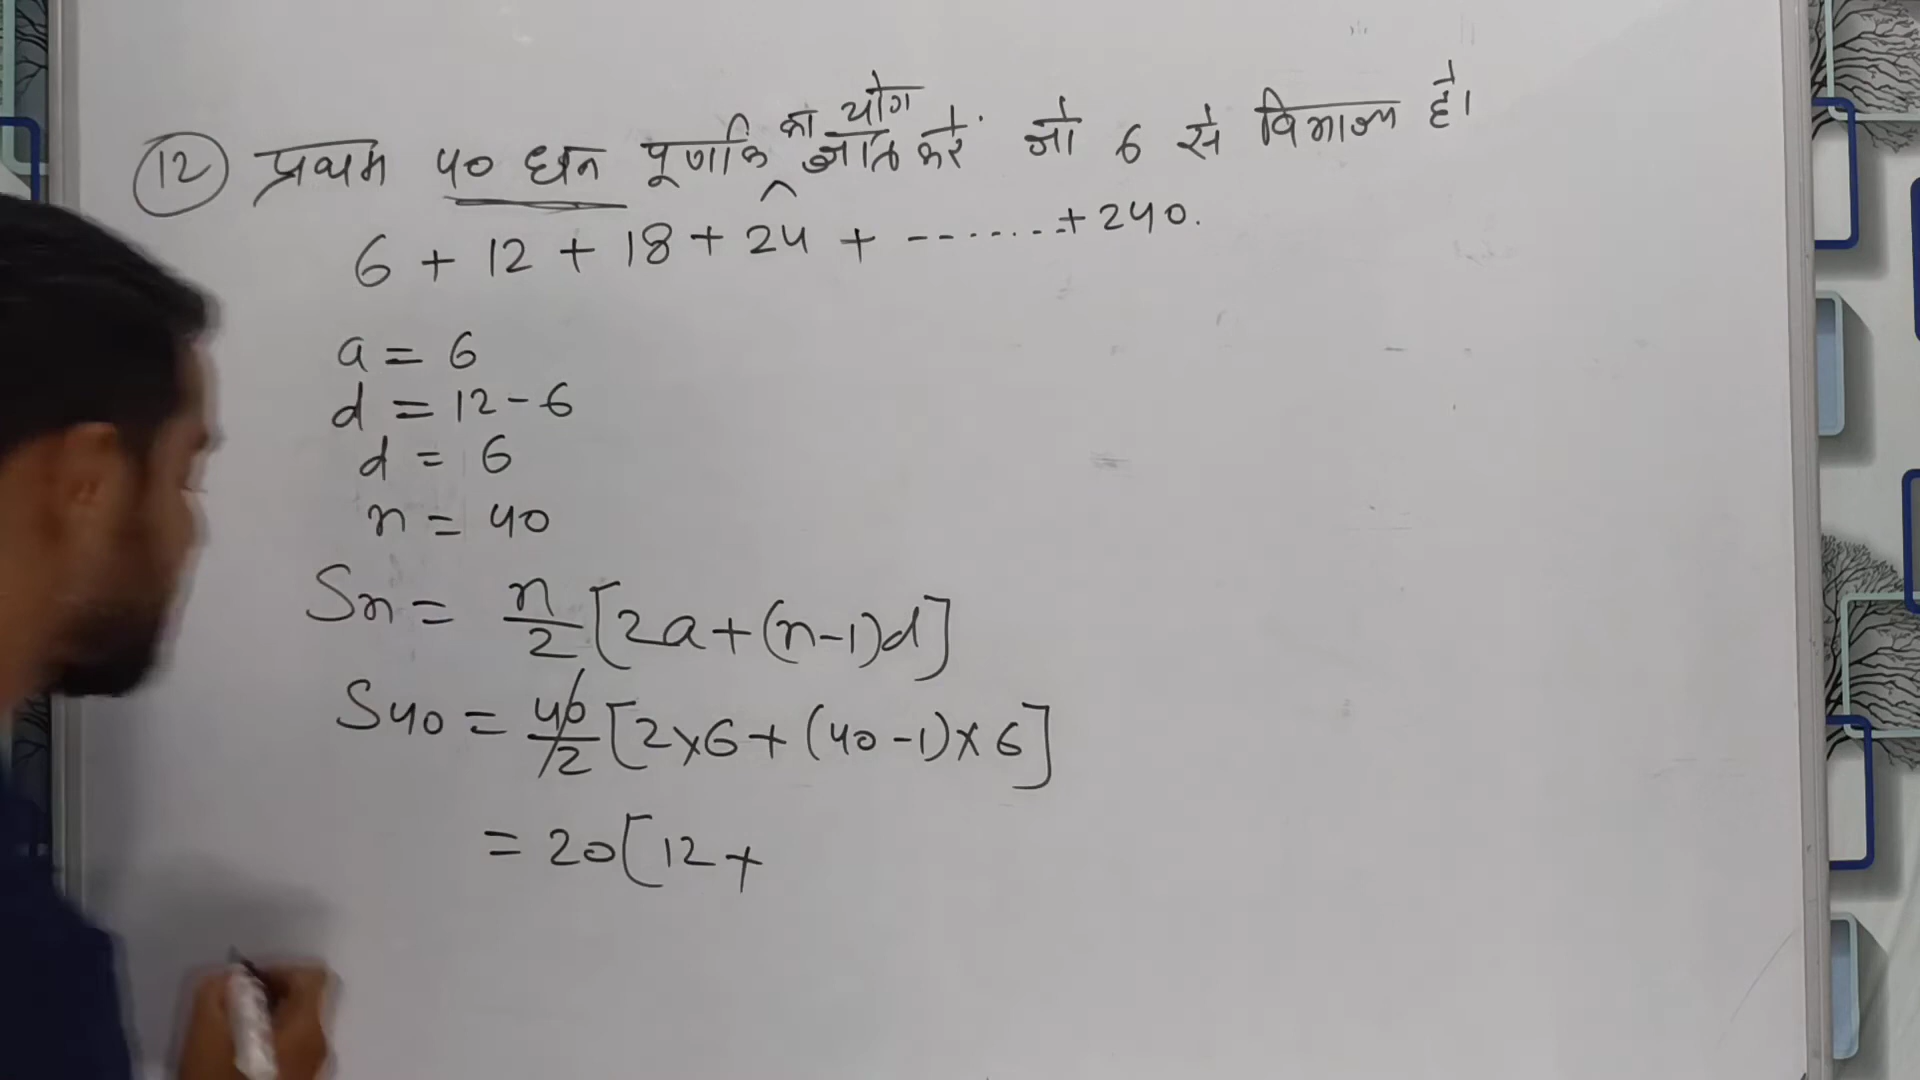 (12) प्रथम 40 धन पूर्णांक का योग ज्ञात करें. जो 6 से विभाज्य है।
6 + 12 + 18 + 24 + .......+ 240.
a = 6
d = 12 - 6
d = 6
n = 40
Sn = n/2 [2a + (n-1)d]
S40 = 40/2 [2×6 + (40-1)×6]
= 20[12 +